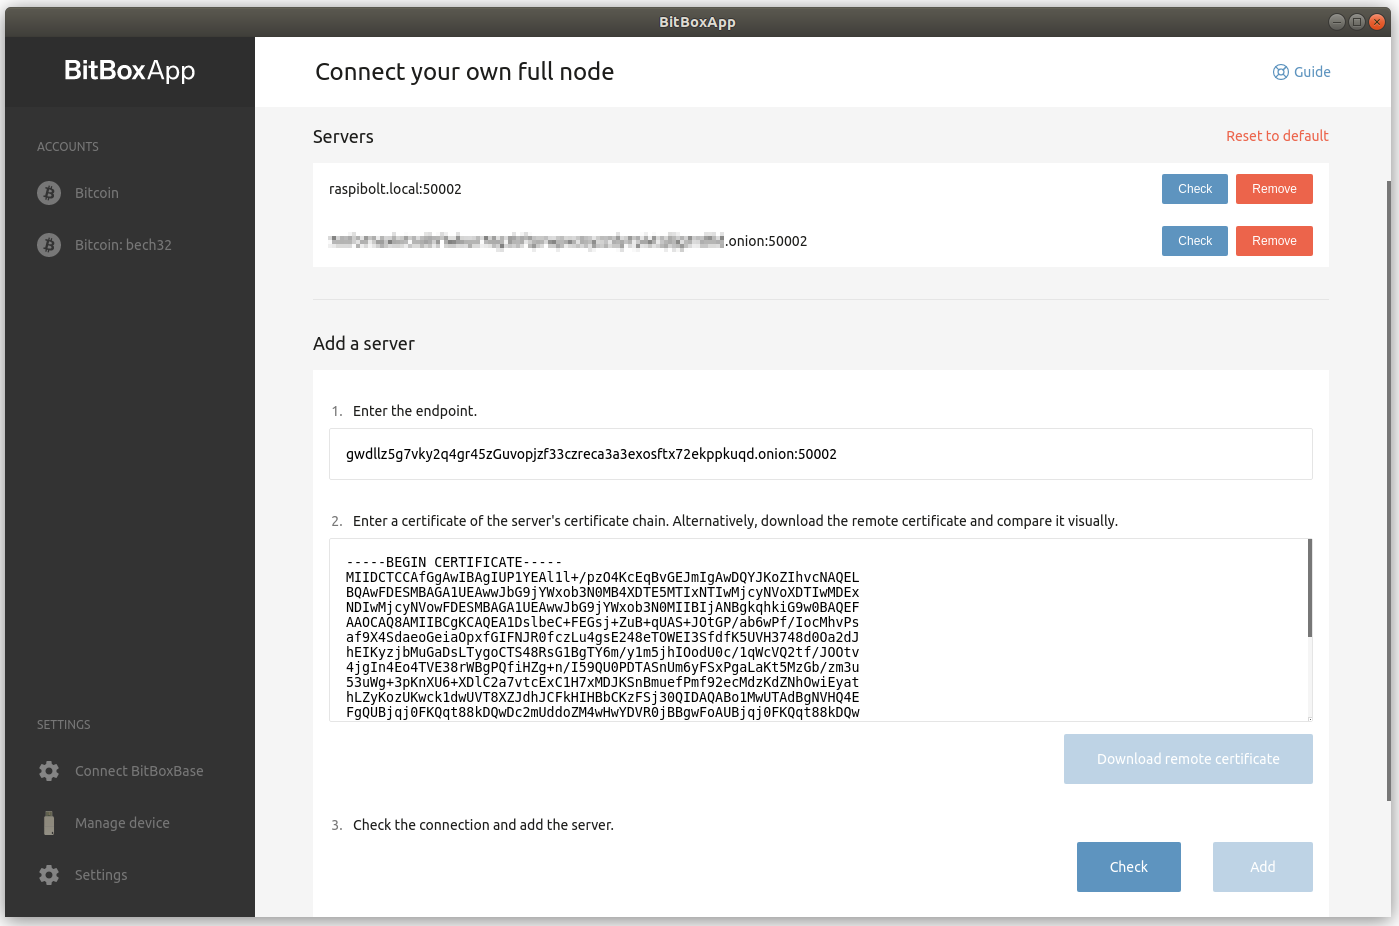 BitBoxApp
BitBoxApp
Connect your own full node
Guide
ACCOUNTS
Bitcoin
Bitcoin: bech32
Servers
Reset to default
raspibolt.local:50002
Check
Remove
.onion:50002
Check
Remove
Add a server
1. Enter the endpoint.
gwdllz5g7vky2q4gr45zGuvopjzf33czreca3a3exosftx72ekppkuqd.onion:50002
2. Enter a certificate of the server's certificate chain. Alternatively, download the remote certificate and compare it visually.
-----BEGIN CERTIFICATE-----
MIIDCTCCAfGgAwIBAgIUP1YEAl1l+/pzO4KcEqBvGEJmIgAwDQYJKoZIhvcNAQEL
BQAwFDESMBAGA1UEAwwJbG9jYWxob3N0MB4XDTE5MTIxNTIwMjcyNVoXDTIwMDEx
NDIwMjcyNVowFDESMBAGA1UEAwwJbG9jYWxob3N0MIIBIjANBgkqhkiG9w0BAQEF
AAOCAQ8AMIIBCgKCAQEA1DslbeC+FEGsj+ZuB+qUAS+JOtGP/ab6wPf/IocMhvPs
af9X4SdaeoGeiaOpxfGIFNJR0fczLu4gsE248eTOWEI3SfdfK5UVH3748d0Oa2dJ
hEIKyzjbMuGaDsLTygoCTS48RsG1BgTY6m/y1m5jhIOodU0c/1qWcVQ2tf/JOOtv
4jgIn4Eo4TVE38rWBgPQfiHZg+n/I59QU0PDTASnUm6yFSxPgaLaKt5MzGb/zm3u
53uWg+3pKnXU6+XDlC2a7vtcExC1H7xMDJKSnBmuefPmf92ecMdzKdZNhOwiEyat
hLZyKozUKwck1dwUVT8XZJdhJCFkHIHBbCKzFSj30QIDAQABo1MwUTAdBgNVHQ4E
FgQUBjqj0FKQqt88kDQwDc2mUddoZM4wHwYDVR0jBBgwFoAUBjqj0FKQqt88kDQw
Download remote certificate
3. Check the connection and add the server.
Check
Add
SETTINGS
Connect BitBoxBase
Manage device
Settings